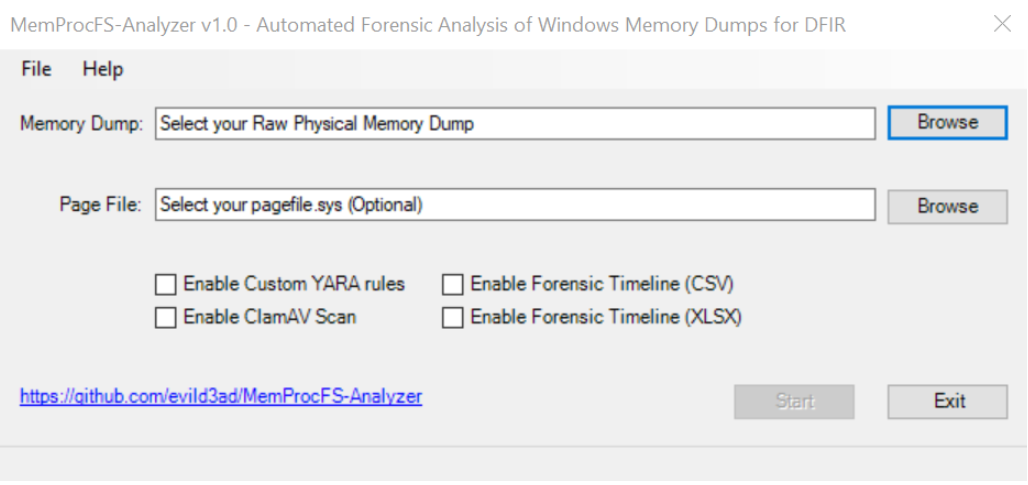 MemProcFS-Analyzer v1.0 - Automated Forensic Analysis of Windows Memory Dumps for DFIR
File Help
Memory Dump: Select your Raw Physical Memory Dump Browse
Page File: Select your pagefile.sys (Optional) Browse
Enable Custom YARA rules Enable Forensic Timeline (CSV)
Enable ClamAV Scan Enable Forensic Timeline (XLSX)
https://github.com/evild3ad/MemProcFS-Analyzer Start Exit